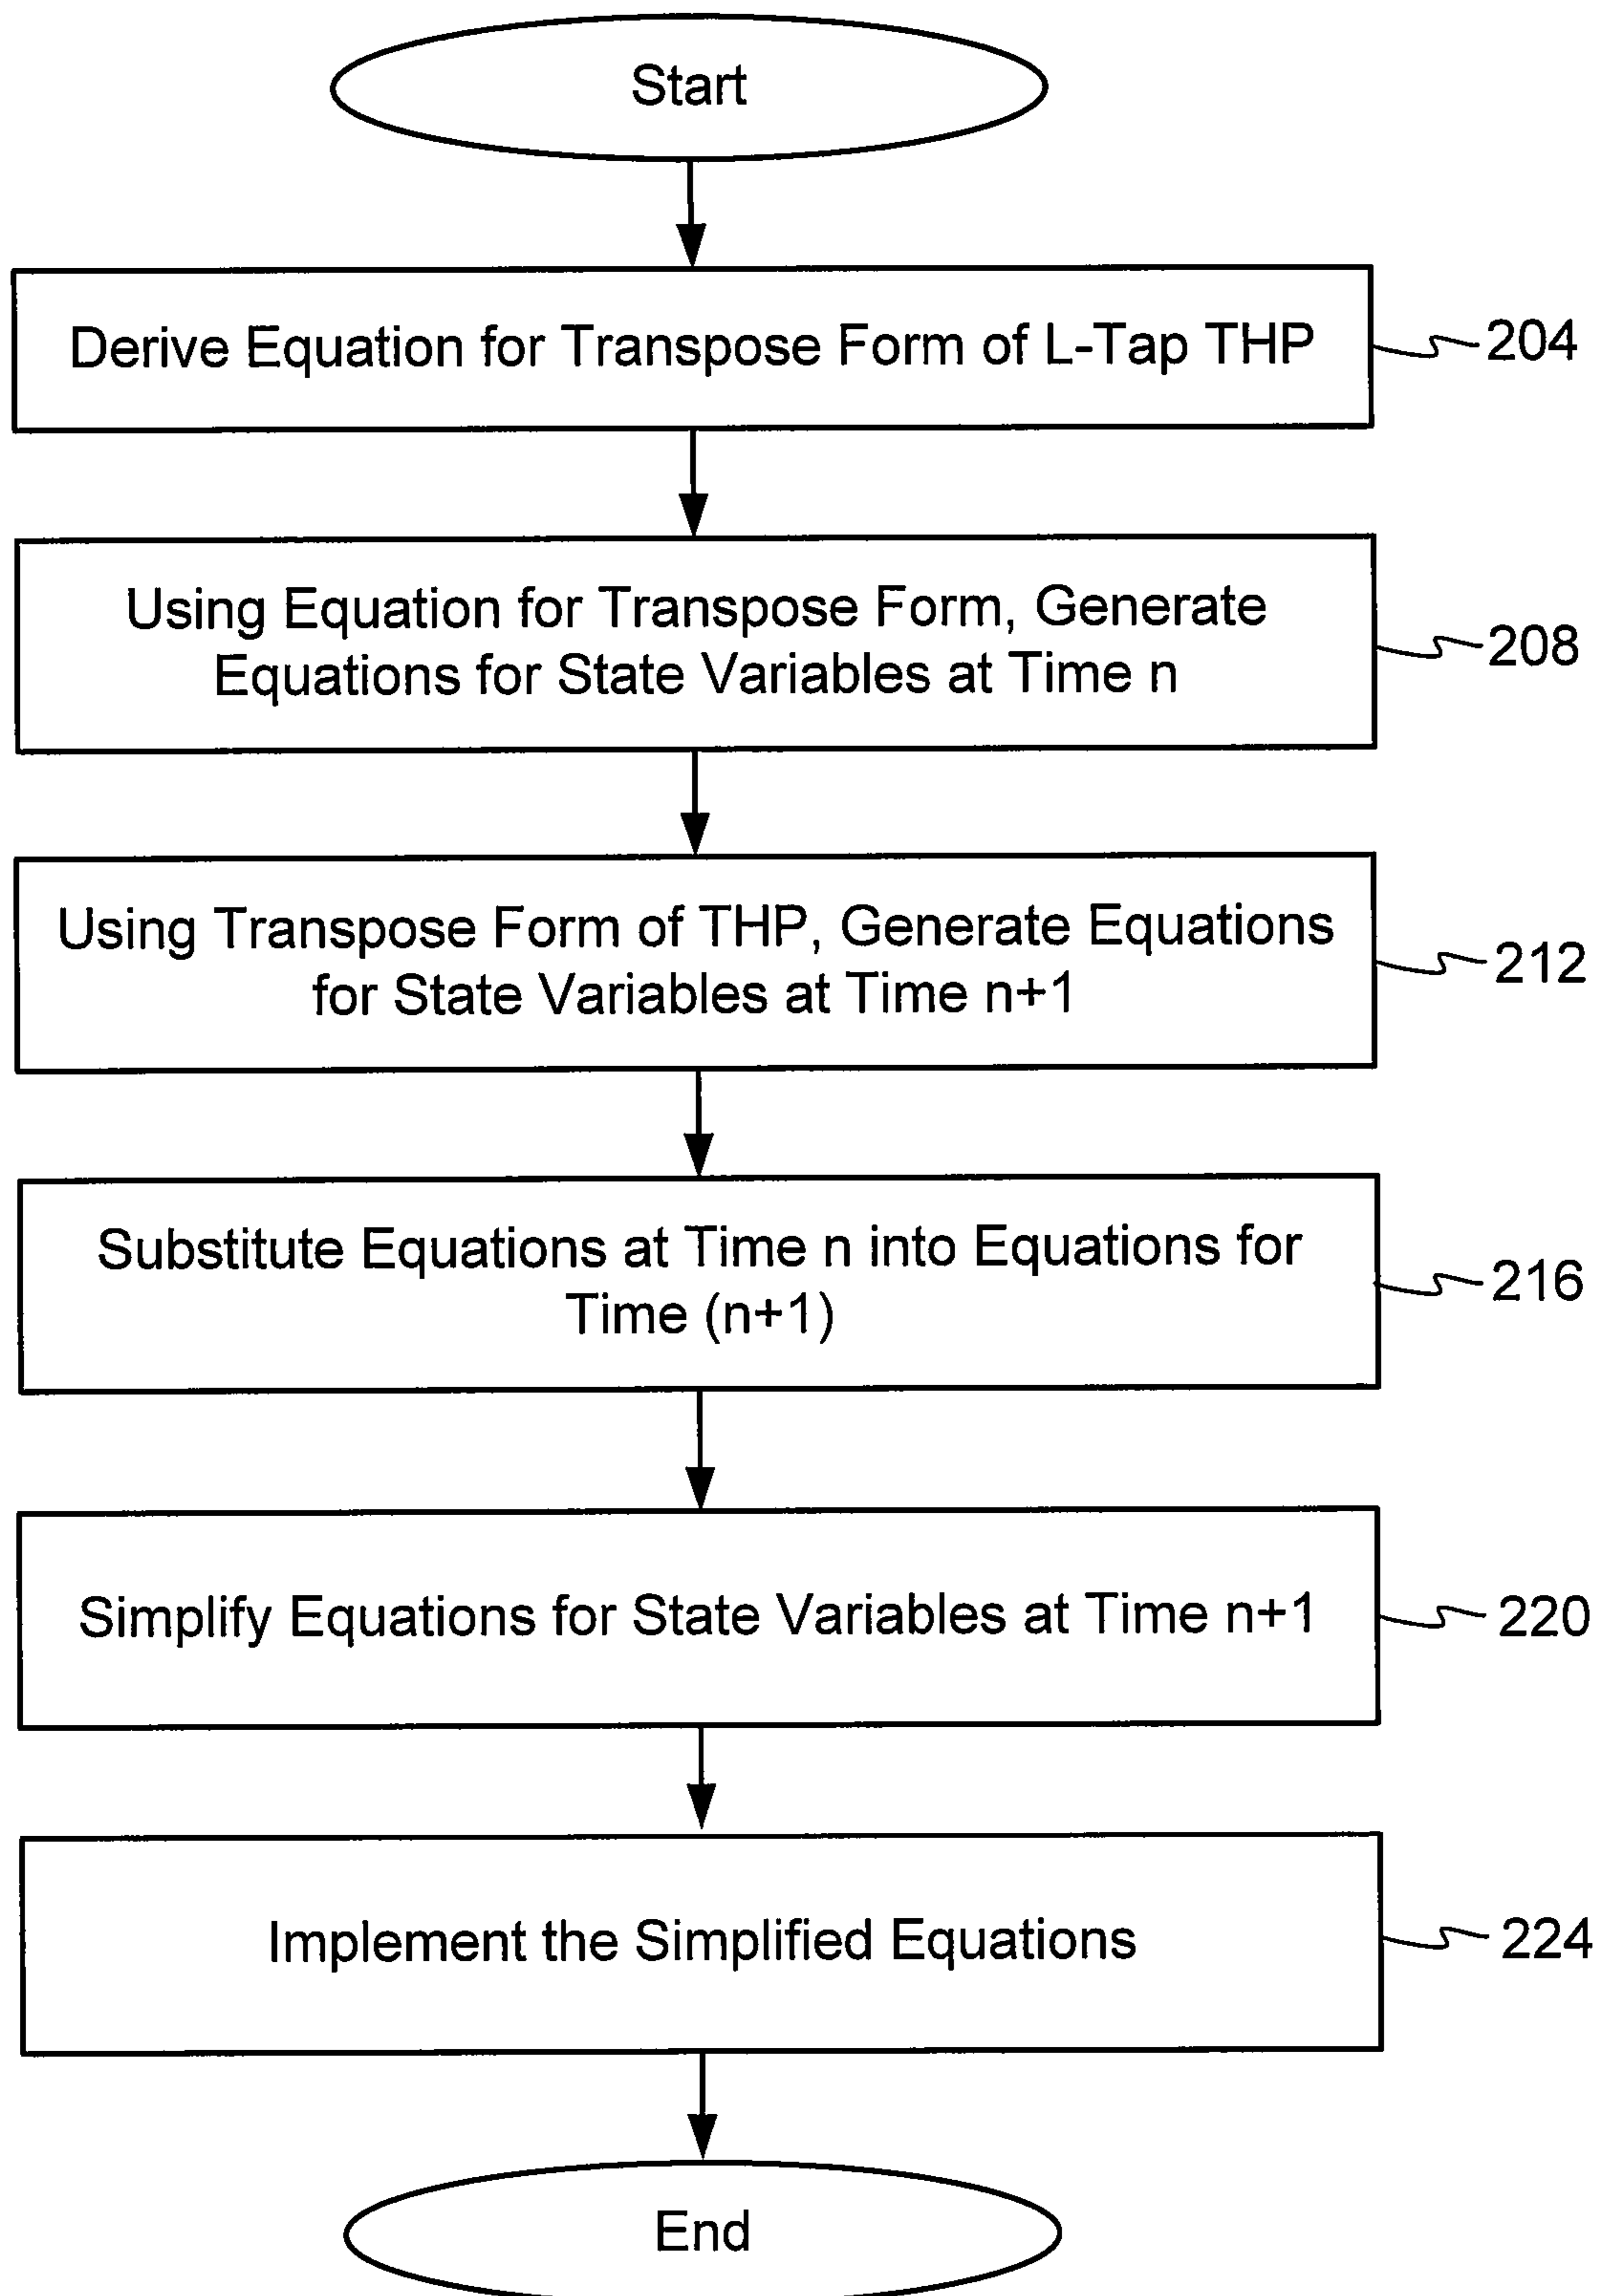 Start
Derive Equation for Transpose Form of L-Tap THP
204
Using Equation for Transpose Form, Generate
Equations for State Variables at Time n
208
Using Transpose Form of THP, Generate Equations
for State Variables at Time n+1
212
Substitute Equations at Time n into Equations for
Time (n+1)
216
Simplify Equations for State Variables at Time n+1
220
Implement the Simplified Equations
224
End